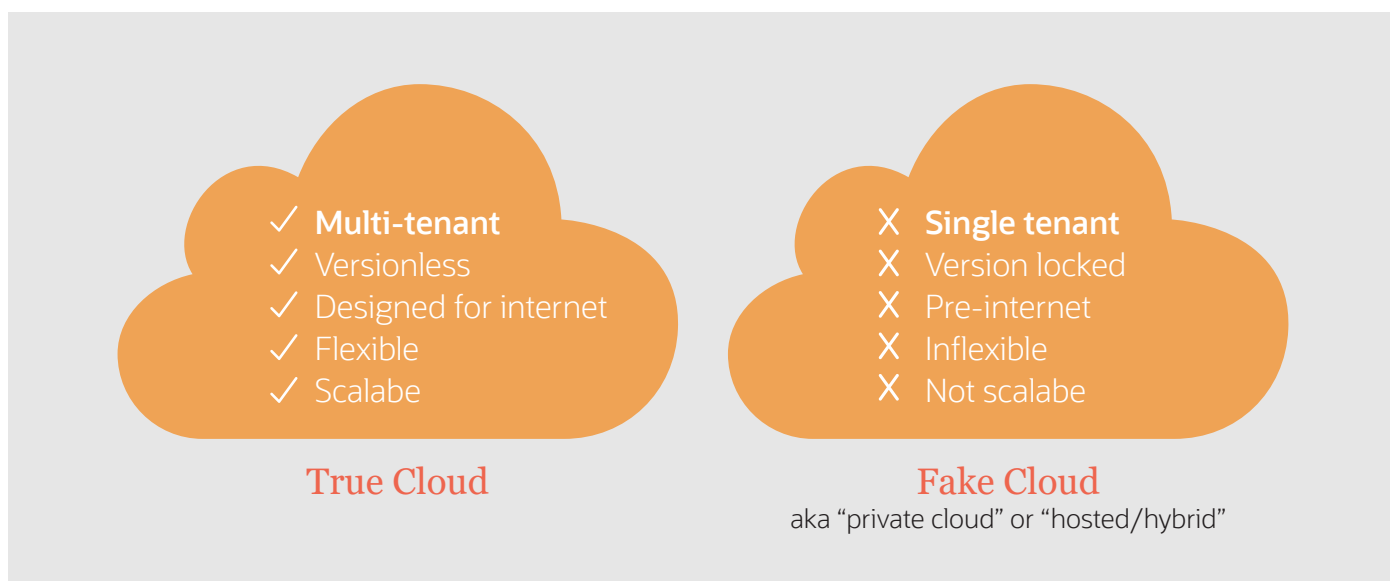 ✓ Multi-tenant
✓ Versionless
✓ Designed for internet
✓ Flexible
✓ Scalabe
True Cloud
X Single tenant
X Version locked
X Pre-internet
X Inflexible
X Not scalabe
Fake Cloud
aka “private cloud” or “hosted/hybrid”